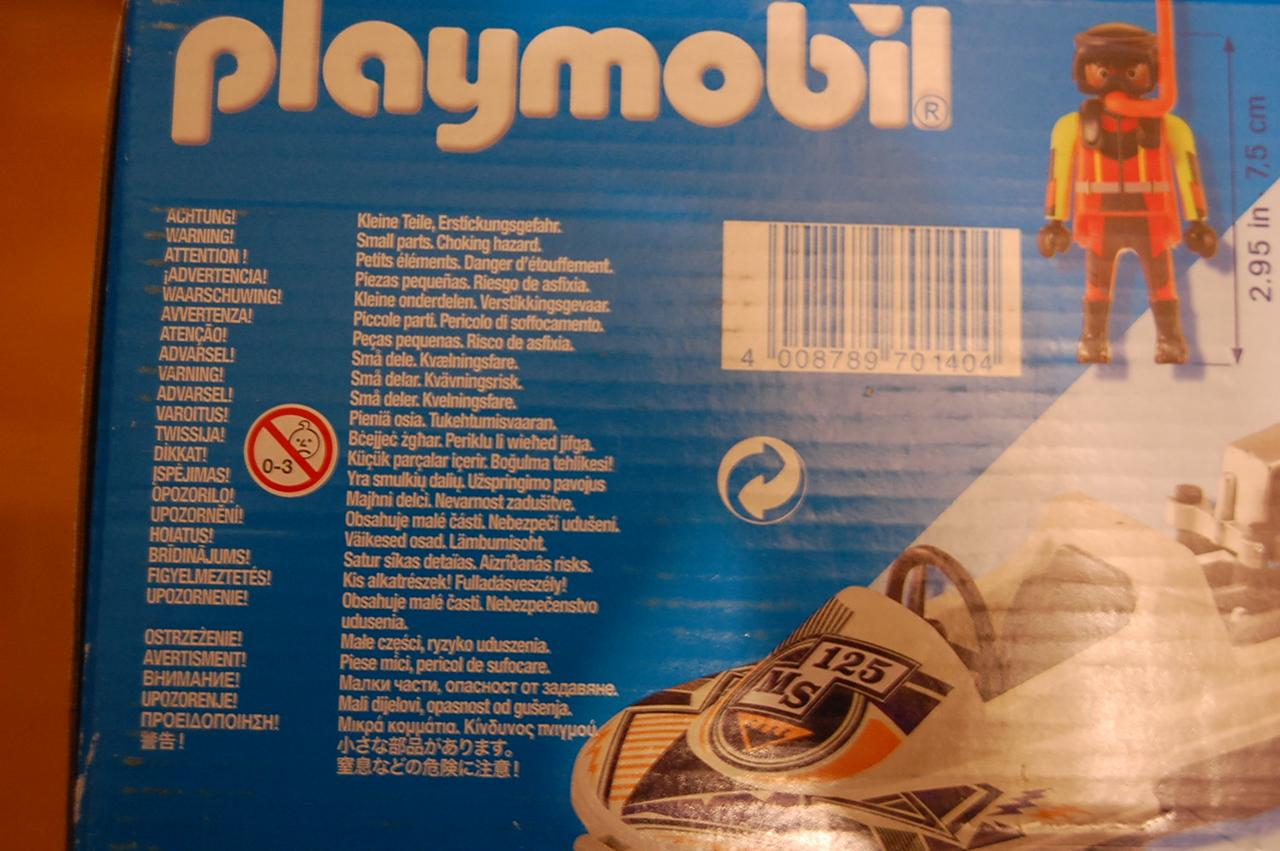 playmobil®
7,5 cm
2.95 in
ACHTUNG! Kleine Teile, Erstickungsgefahr.
WARNING! Small parts. Choking hazard.
ATTENTION ! Petits éléments. Danger d'étouffement.
¡ADVERTENCIA! Piezas pequeñas. Riesgo de asfixia.
WAARSCHUWING! Kleine onderdelen. Verstikkingsgevaar.
AVVERTENZA! Piccole parti. Pericolo di soffocamento.
ATENÇÃO! Peças pequenas. Risco de asfixia.
ADVARSEL! Små dele. Kvælningsfare.
VARNING! Små delar. Kvävningsrisk.
ADVARSEL! Små deler. Kvelningsfare.
VAROITUS! Pieniä osia. Tukehtumisvaaran.
TWISSIJA! Bċejjeċ żgħar. Periklu li wieħed jifga.
DİKKAT! Küçük parçalar içerir. Boğulma tehlikesi!
ĮSPĖJIMAS! Yra smulkių dalių. Užspringimo pavojus
OPOZORILO! Majhni delci. Nevarnost zadušitve.
UPOZORNĚNÍ! Obsahuje malé části. Nebezpečí udušení.
HOIATUS! Väikesed osad. Lämbumisoht.
BRĪDINĀJUMS! Satur sīkas detaļas. Aizrīšanās risks.
FIGYELMEZTETÉS! Kis alkatrészek! Fulladásveszély!
UPOZORNENIE! Obsahuje malé časti. Nebezpečenstvo
udusenia.
OSTRZEŻENIE! Małe części, ryzyko uduszenia.
AVERTISMENT! Piese mici, pericol de sufocare.
ВНИМАНИЕ! Малки части, опасност от задавяне.
UPOZORENJE! Mali dijelovi, opasnost od gušenja.
ΠΡΟΕΙΔΟΠΟΙΗΣΗ! Μικρά κομμάτια. Κίνδυνος πνιγμού.
警告! 小さな部品があります。
窒息などの危険に注意!
0-3
4 008789 701404
125
MS